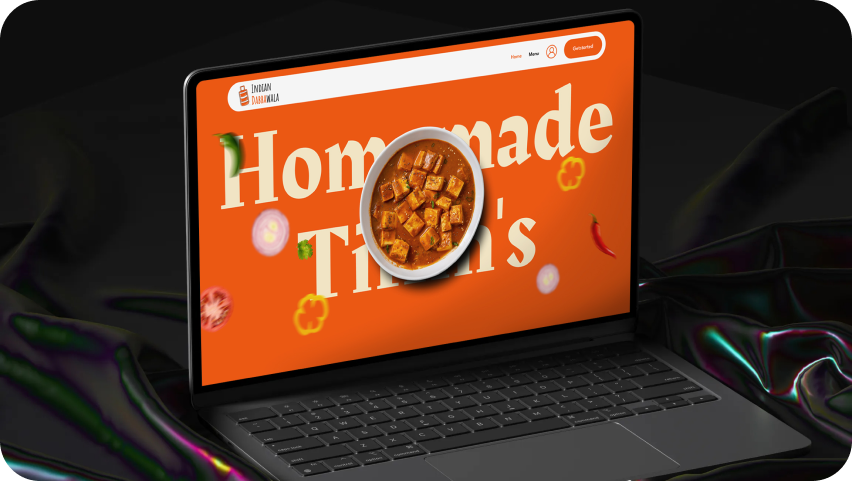 INDIAN
DABBAWALA
Home Menu Get started
Homemade
Tiffin's